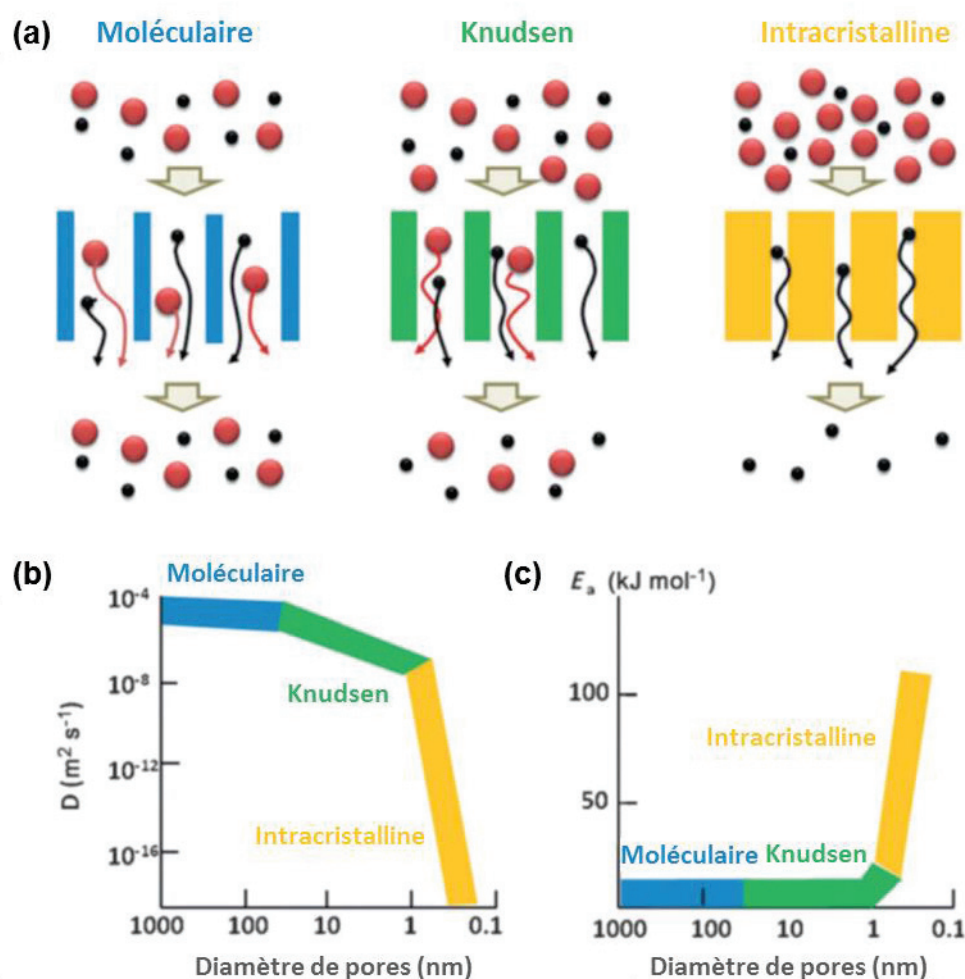 (a) Moléculaire Knudsen Intracristalline
(b)
Moléculaire
Knudsen
Intracristalline
D (m² s⁻¹)
10⁻⁴
10⁻⁸
10⁻¹²
10⁻¹⁶
1000 100 10 1 0.1
Diamètre de pores (nm)
(c) Eₐ (kJ mol⁻¹)
100
50
Intracristalline
Moléculaire Knudsen
1000 10 1 0.1
Diamètre de pores (nm)